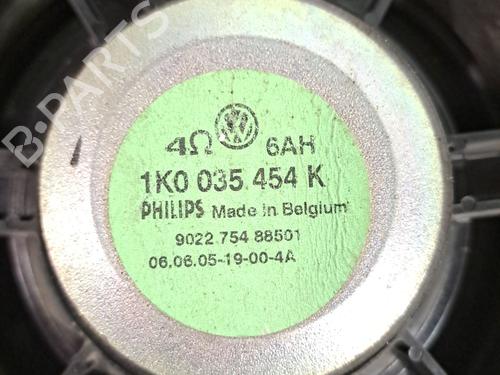 B-PARTS
4Ω VW 6AH
1K0 035 454 K
PHILIPS Made in Belgium
9022 754 88501
06.06.05-19-00-4A